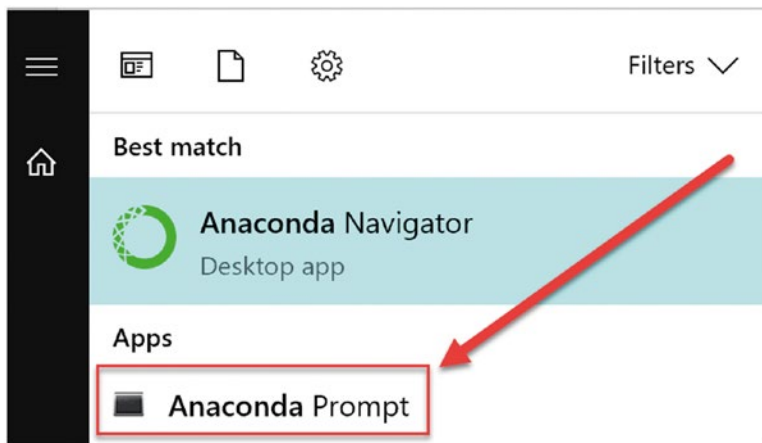 Filters
Best match
Anaconda Navigator
Desktop app
Apps
Anaconda Prompt